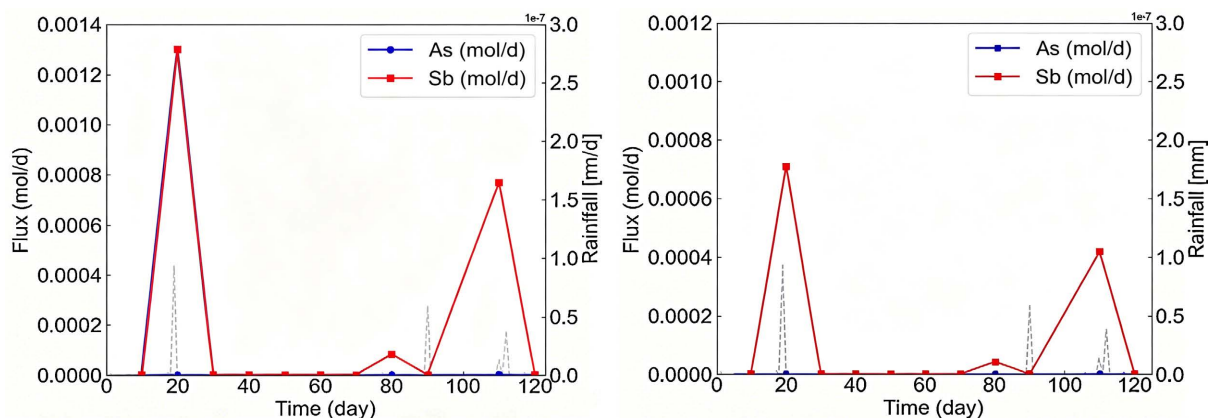 1e-7
0.0014
0.0012
0.0010
0.0008
0.0006
0.0004
0.0002
0.0000
Flux (mol/d)
As (mol/d)
Sb (mol/d)
3.0
2.5
2.0
1.5
1.0
0.5
0.0
Rainffall [rm/d]
0 20 40 60 80 100 120
Time (day)
1e-7
0.0012
0.0010
0.0008
0.0006
0.0004
0.0002
0.0000
Flux (mol/d)
As (mol/d)
Sb (mol/d)
3.0
2.5
2.0
1.5
1.0
0.5
0.0
Rainfall [mm]
0 20 40 60 80 100 120
Time (day)